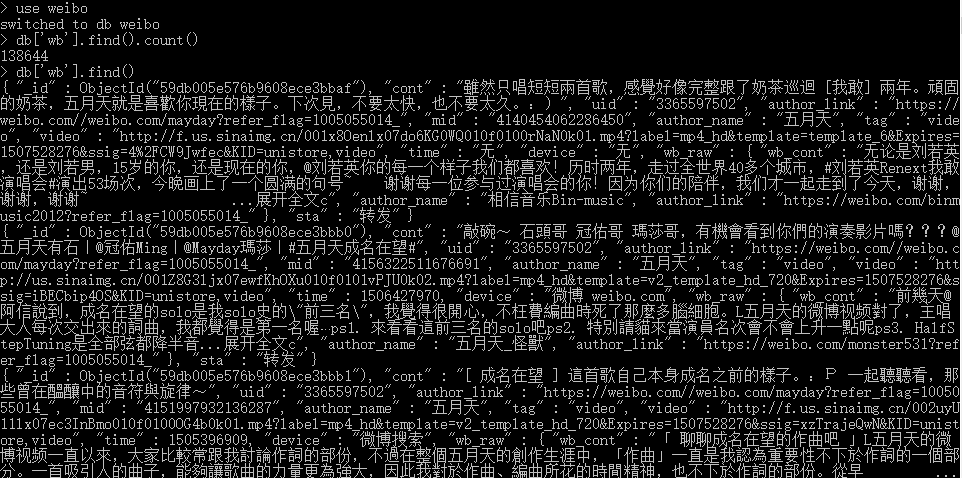 > use weibo
switched to db weibo
> db['wb'].find().count()
138644
> db['wb'].find()
{ "_id" : ObjectId("59db005e576b9608ece3bbaf"), "cont" : "雖然只唱短短兩首歌，感覺好像完整跟了奶茶巡迴 [我敢] 兩年。頑固
的奶茶，五月天就是喜歡你現在的樣子。下次見，不要太快，也不要太久。：）", "uid" : "3365597502", "author_link" : "https://
weibo.com//weibo.com/mayday?refer_flag=1005055014_", "mid" : "4140454062286450", "author_name" : "五月天", "tag" : "vid
eo", "video" : "http://f.us.sinaimg.cn/001x8Oenlx07do6KG0WQ010f0100rNaN0k01.mp4?label=mp4_hd&template=template_6&Expires=
1507528276&ssig=4%2FCW9Jwfec&KID=unistore,video", "time" : "无", "device" : "无", "wb_raw" : { "wb_cont" : "无论是刘若英
，还是刘若男，15岁的你，还是现在的你，@刘若英你的每一个样子我们都喜欢！历时两年，走过全世界40多个城市，#刘若英Renext我敢
演唱会#演出53场次，今晚画上了一个圆满的句号 谢谢每一位参与过演唱会的你！因为你们的陪伴，我们才一起走到了今天，谢谢，
谢谢，谢谢 ...展开全文c", "author_name" : "相信音乐Bin-music", "author_link" : "https://weibo.com/binm
usic2012?refer_flag=1005055014_" }, "sta" : "转发" }
{ "_id" : ObjectId("59db005e576b9608ece3bbb0"), "cont" : "敲碗~ 石頭哥 冠佑哥 瑪莎哥，有機會看到你們的演奏影片嗎？？？@
五月天有石|@冠佑Ming|@Mayday瑪莎|#五月天成名在望#", "uid" : "3365597502", "author_link" : "https://weibo.com//weibo.c
om/mayday?refer_flag=1005055014_", "mid" : "4156322511676691", "author_name" : "五月天", "tag" : "video", "video" : "ht
tp://us.sinaimg.cn/001Z8G31jx07ewfKhOXu010f0101vPJU0k02.mp4?label=mp4_hd&template=v2_template_hd_720&Expires=1507528276&s
sig=iBECbip4OS&KID=unistore,video", "time" : 1506427970, "device" : "微博 weibo.com", "wb_raw" : { "wb_cont" : "前幾天@
阿信說到，成名在望的solo是我solo史的\"前三名\"，我覺得很開心，不枉費編曲時死了那麼多腦細胞。L五月天的微博视频對了，主唱
大人每次交出來的詞曲，我都覺得是第一名喔…ps1. 來看看這前三名的solo吧ps2. 特別請貓來當演員名次會不會上升一點呢ps3. HalfS
tepTuning是全部弦都降半音...展开全文c", "author_name" : "五月天_怪獸", "author_link" : "https://weibo.com/monster531?ref
er_flag=1005055014_" }, "sta" : "转发" }
{ "_id" : ObjectId("59db005e576b9608ece3bbb1"), "cont" : "[ 成名在望 ] 這首歌自己本身成名之前的樣子。：Ｐ 一起聽聽看，那
些曾在醞釀中的音符與旋律～", "uid" : "3365597502", "author_link" : "https://weibo.com//weibo.com/mayday?refer_flag=10050
55014_", "mid" : "4151997932136287", "author_name" : "五月天", "tag" : "video", "video" : "http://f.us.sinaimg.cn/002uyU
111x07ec3InBmo010f01000G4b0k01.mp4?label=mp4_hd&template=v2_template_hd_720&Expires=1507528276&ssig=xzTrajeQwN&KID=unist
ore,video", "time" : 1505396909, "device" : "微博搜索", "wb_raw" : { "wb_cont" : "「 聊聊成名在望的作曲吧 」L五月天的微
博视频一直以來，大家比較常跟我討論作詞的部份，不過在整個五月天的創作生涯中，「作曲」一直是我認為重要性不下於作詞的一個部
分。一首吸引人的曲子，能夠讓歌曲的力量更為強大，因此我對於作曲、編曲所花的時間精神，也不下於作詞的部份。從早 ...